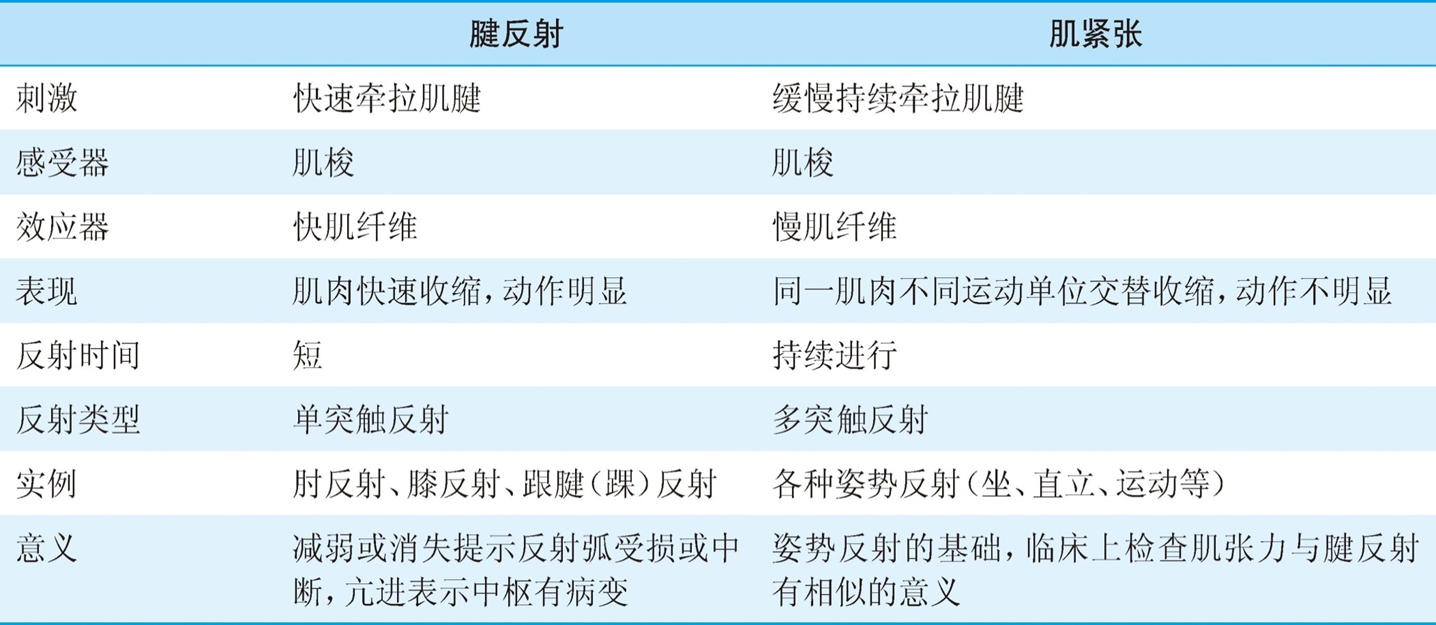 腱反射 肌紧张
刺激 快速牵拉肌腱 缓慢持续牵拉肌腱
感受器 肌梭 肌梭
效应器 快肌纤维 慢肌纤维
表现 肌肉快速收缩,动作明显 同一肌肉不同运动单位交替收缩,动作不明显
反射时间 短 持续进行
反射类型 单突触反射 多突触反射
实例 肘反射、膝反射、跟腱(踝)反射 各种姿势反射(坐、直立、运动等)
意义 减弱或消失提示反射弧受损或中 姿势反射的基础,临床上检查肌张力与腱反射
断,亢进表示中枢有病变 有相似的意义